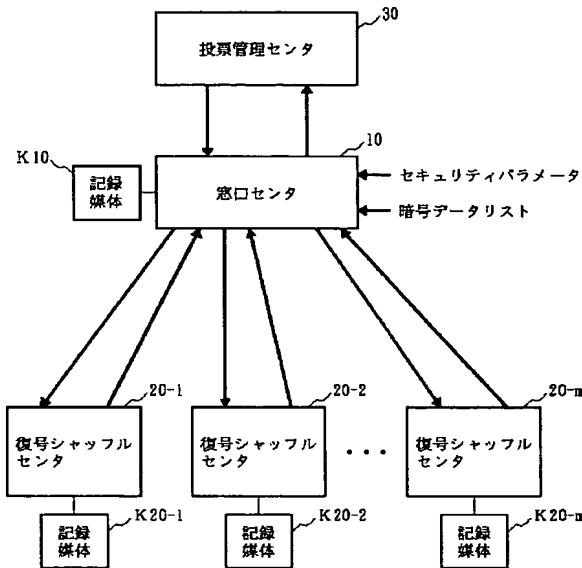 30
投票管理センタ
10
K10
記録
媒体
窓口センタ
セキュリティパラメータ
暗号データリスト
20-1
20-2
20-m
復号シャッフル
センタ
復号シャッフル
センタ
・・・
復号シャッフル
センタ
記録
媒体
K20-1
記録
媒体
K20-2
記録
媒体
K20-m